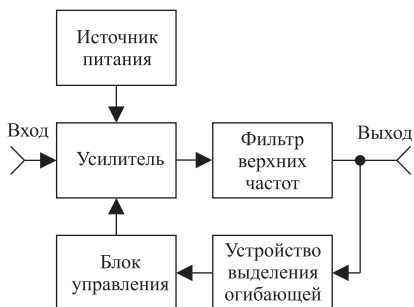 Источник
питания
Вход
Усилитель
Фильтр
верхних
частот
Выход
Блок
управления
Устройство
выделения
огибающей